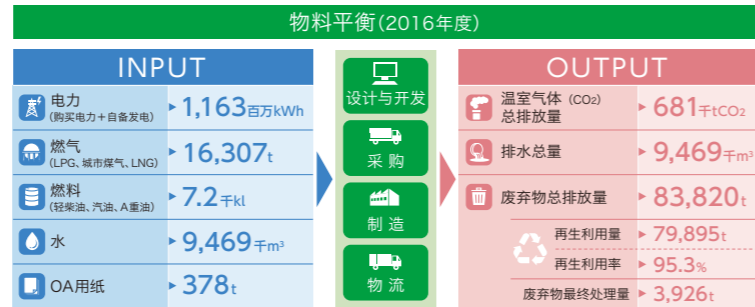 物料平衡(2016年度)
INPUT
电力
(购买电力+自备发电)
1,163百万kWh
燃气
(LPG、城市煤气、LNG)
16,307t
燃料
(轻柴油、汽油、A重油)
7.2千kl
水
9,469千m³
OA用纸
378t
设计与开发
采购
制造
物流
OUTPUT
温室气体(CO2)
总排放量
681千tCO2
排水总量
9,469千m³
废弃物总排放量
83,820t
再生利用量
79,895t
再生利用率
95.3%
废弃物最终处理量
3,926t